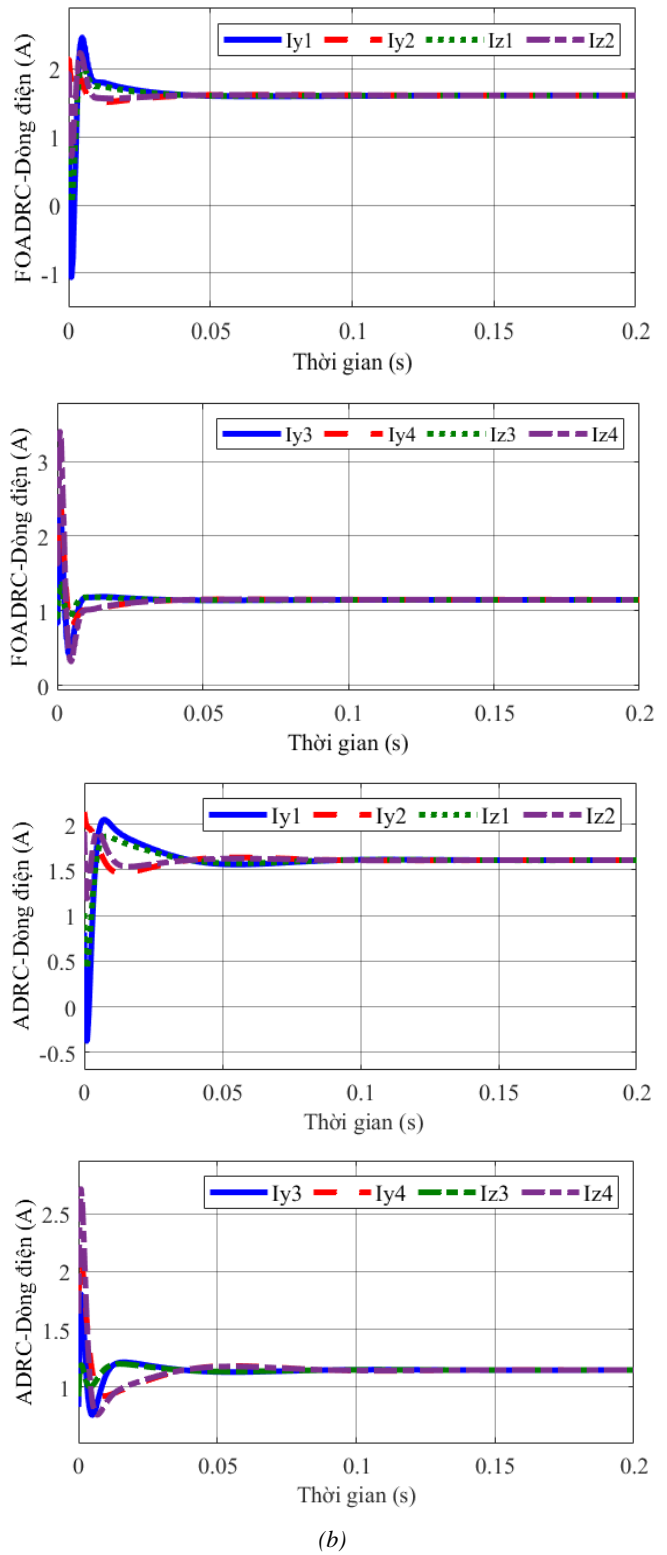 Iy1 Iy2 Iz1 Iz2
FOADRC-Dòng điện (A)
2
1
0
-1
0 0.05 0.1 0.15 0.2
Thời gian (s)
Iy3 Iy4 Iz3 Iz4
FOADRC-Dòng điện (A)
3
2
1
0
0 0.05 0.1 0.15 0.2
Thời gian (s)
Iy1 Iy2 Iz1 Iz2
ADRC-Dòng điện (A)
2
1.5
1
0.5
0
-0.5
0 0.05 0.1 0.15 0.2
Thời gian (s)
Iy3 Iy4 Iz3 Iz4
ADRC-Dòng điện (A)
2.5
2
1.5
1
0 0.05 0.1 0.15 0.2
Thời gian (s)
(b)